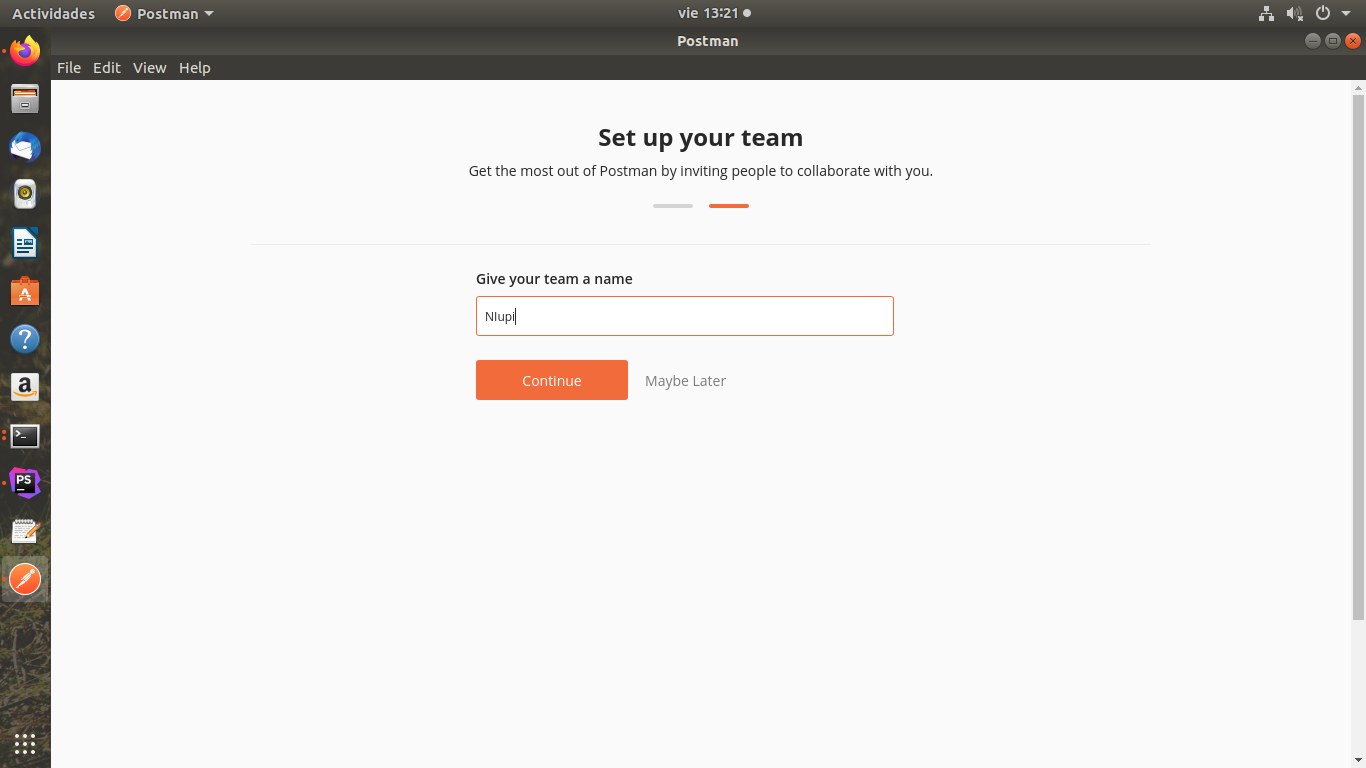 Actividades Postman vie 13:21
Postman
File Edit View Help
Set up your team
Get the most out of Postman by inviting people to collaborate with you.
Give your team a name
NIupi
Continue Maybe Later